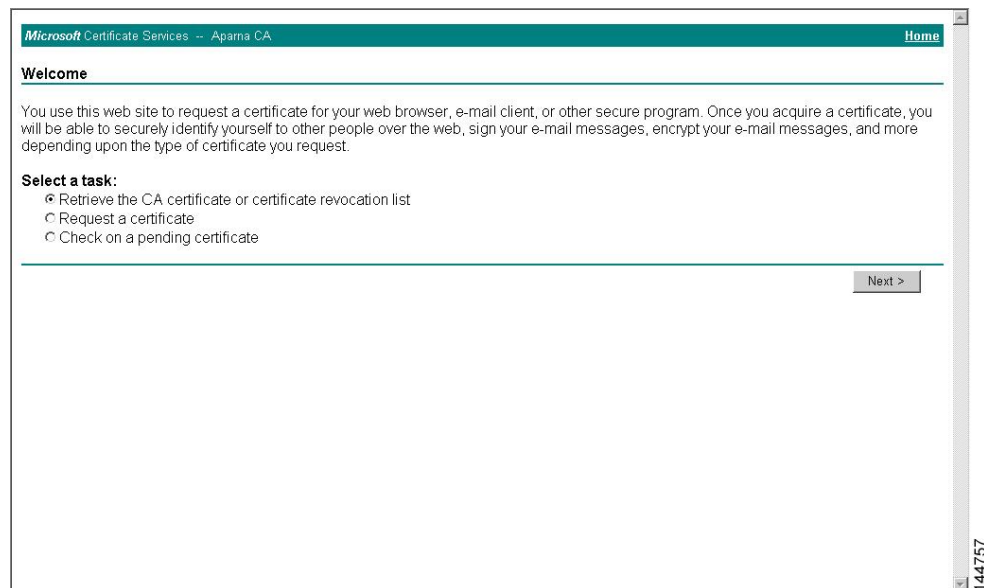 Microsoft Certificate Services -- Aparna CA
Home
Welcome
You use this web site to request a certificate for your web browser, e-mail client, or other secure program. Once you acquire a certificate, you
will be able to securely identify yourself to other people over the web, sign your e-mail messages, encrypt your e-mail messages, and more
depending upon the type of certificate you request.
Select a task:
Retrieve the CA certificate or certificate revocation list
Request a certificate
Check on a pending certificate
Next >
144757